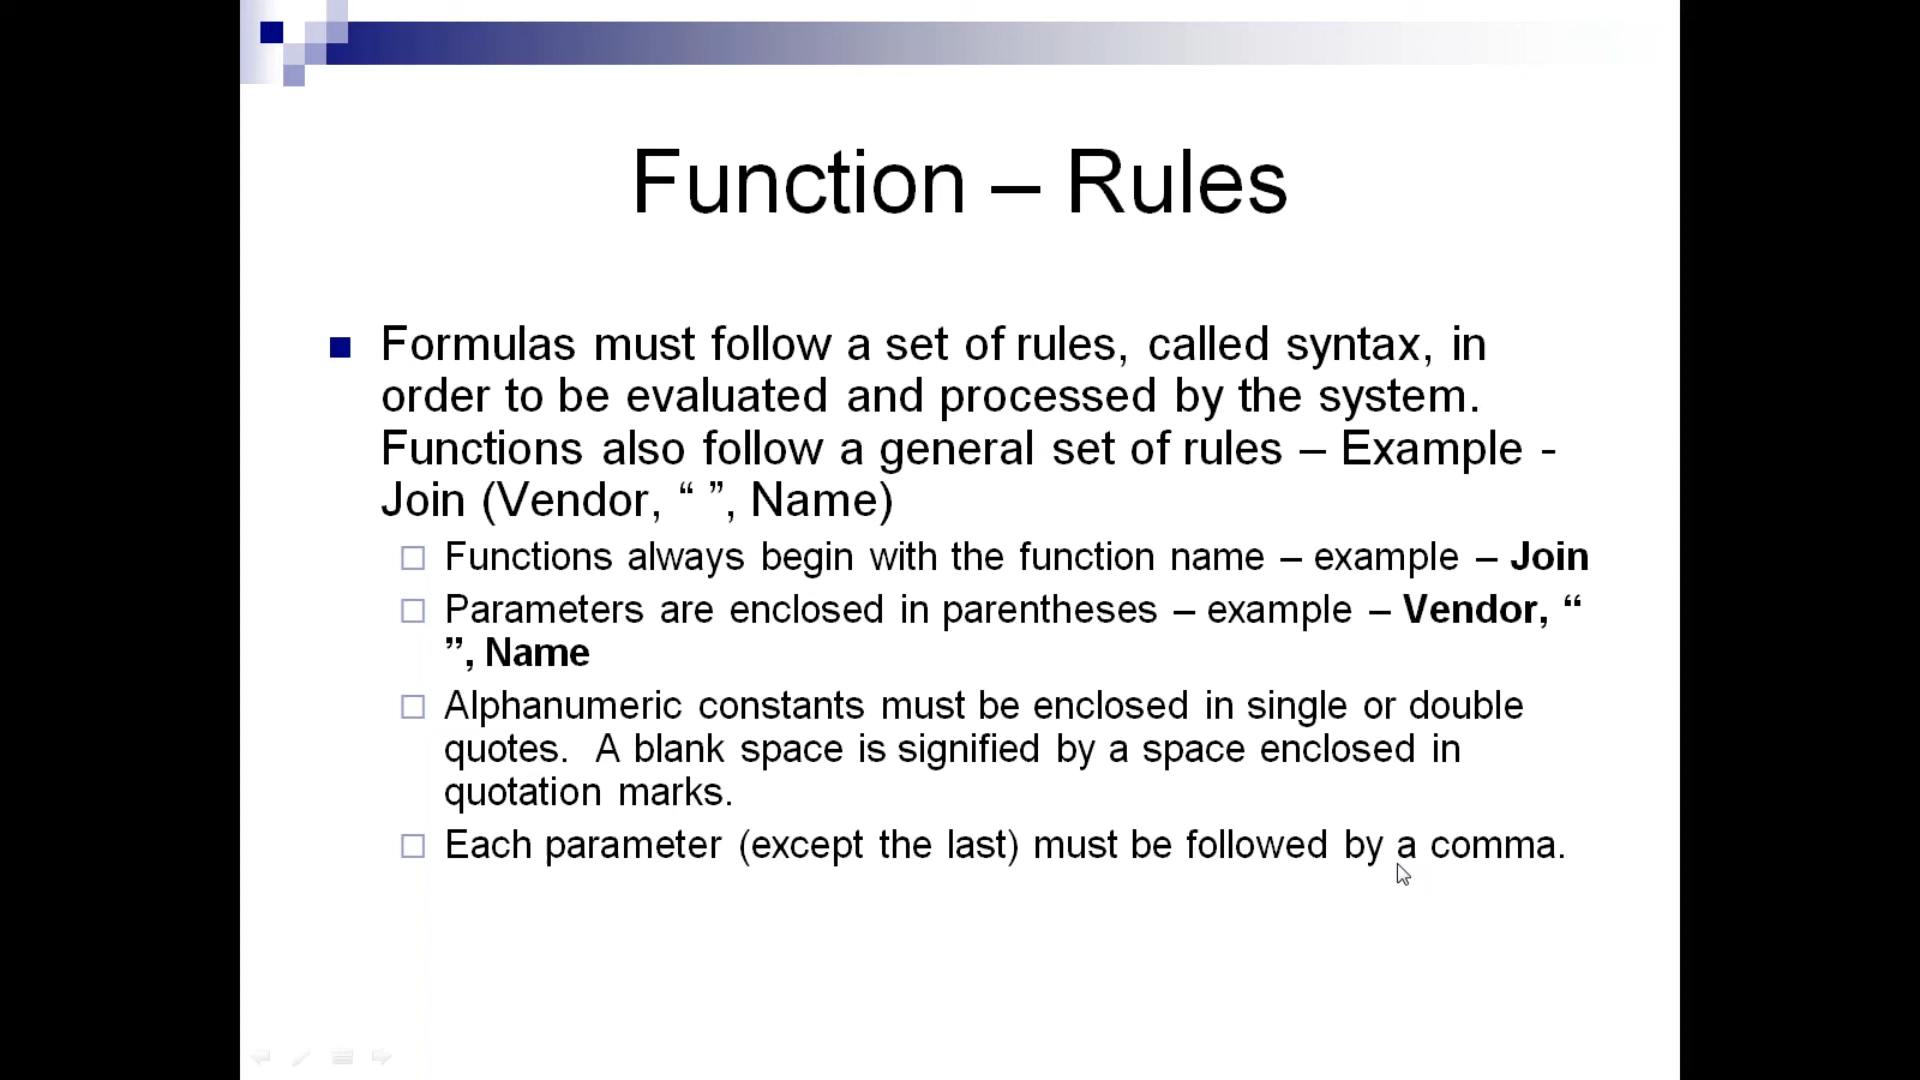 Function – Rules
Formulas must follow a set of rules, called syntax, in
order to be evaluated and processed by the system.
Functions also follow a general set of rules – Example -
Join (Vendor, “ ”, Name)
Functions always begin with the function name – example – Join
Parameters are enclosed in parentheses – example – Vendor, “
”, Name
Alphanumeric constants must be enclosed in single or double
quotes.  A blank space is signified by a space enclosed in
quotation marks.
Each parameter (except the last) must be followed by a comma.